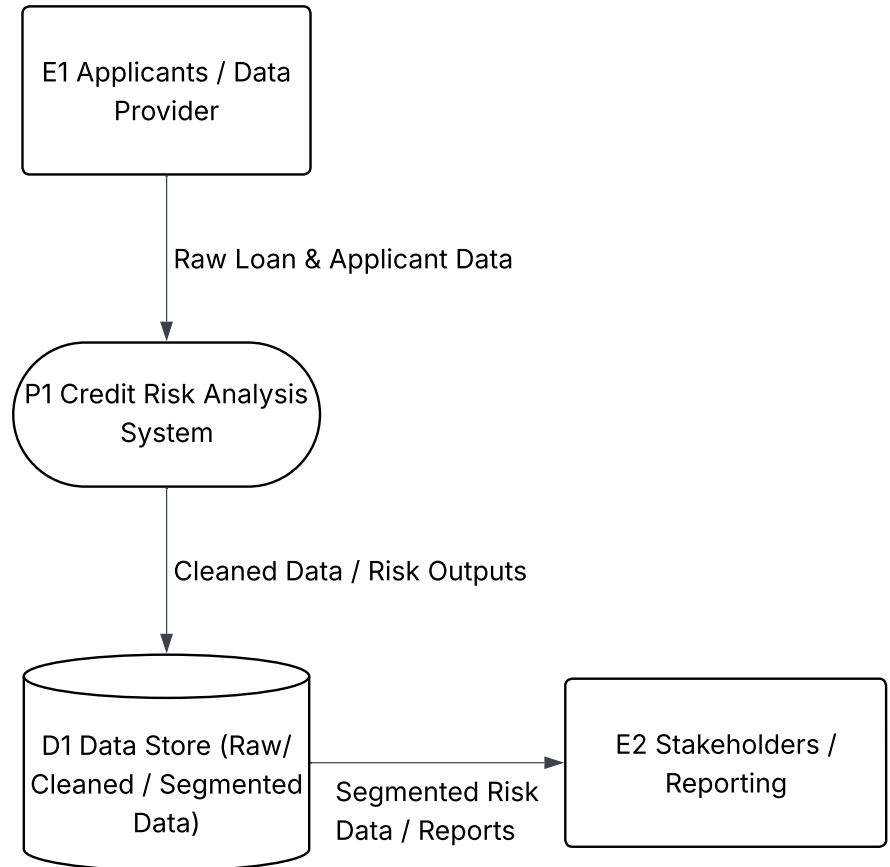 E1 Applicants / Data
Provider
Raw Loan & Applicant Data
P1 Credit Risk Analysis
System
Cleaned Data / Risk Outputs
D1 Data Store (Raw/
Cleaned / Segmented
Data)
Segmented Risk
Data / Reports
E2 Stakeholders /
Reporting